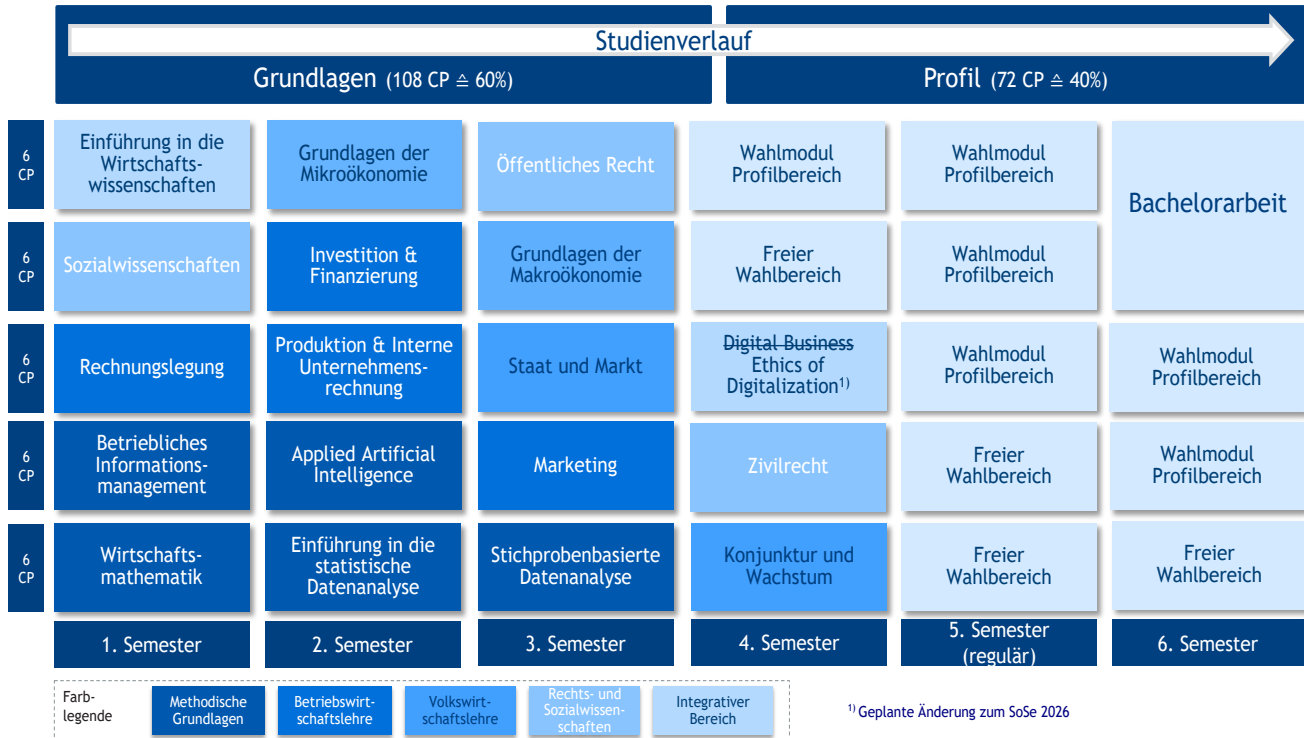 Studienverlauf
Grundlagen (108 CP ≙ 60%)
Profil (72 CP ≙ 40%)
6
CP
Einführung in die
Wirtschafts-
wissenschaften
Grundlagen der
Mikroökonomie
Öffentliches Recht
Wahlmodul
Profilbereich
Wahlmodul
Profilbereich
Bachelorarbeit
6
CP
Sozialwissenschaften
Investition &
Finanzierung
Grundlagen der
Makroökonomie
Freier
Wahlbereich
Wahlmodul
Profilbereich
6
CP
Rechnungslegung
Produktion & Interne
Unternehmens-
rechnung
Staat und Markt
Digital Business
Ethics of
Digitalization¹⁾
Wahlmodul
Profilbereich
Wahlmodul
Profilbereich
6
CP
Betriebliches
Informations-
management
Applied Artificial
Intelligence
Marketing
Zivilrecht
Freier
Wahlbereich
Wahlmodul
Profilbereich
6
CP
Wirtschafts-
mathematik
Einführung in die
statistische
Datenanalyse
Stichprobenbasierte
Datenanalyse
Konjunktur und
Wachstum
Freier
Wahlbereich
Freier
Wahlbereich
1. Semester
2. Semester
3. Semester
4. Semester
5. Semester
(regulär)
6. Semester
Farb-
legende
Methodische
Grundlagen
Betriebswirt-
schaftslehre
Volkswirt-
schaftslehre
Rechts- und
Sozialwissen-
schaften
Integrativer
Bereich
¹⁾ Geplante Änderung zum SoSe 2026